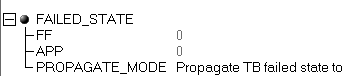 FAILED_STATE
FF 0
APP 0
PROPAGATE_MODE Propagate TB failed state to